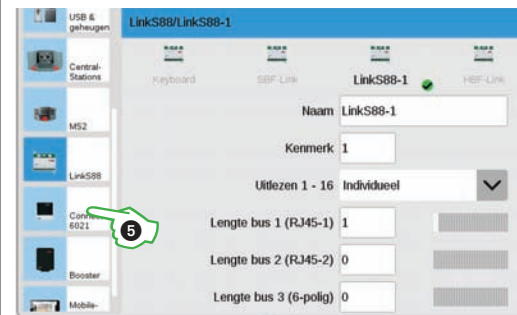 USB &
geheugen
Central-
Stations
MS2
LinkS88
Connect
6021
Booster
Mobile-
LinkS88/LinkS88-1
Keyboard
SBF-Link
LinkS88-1
HBF-Link
Naam LinkS88-1
Kenmerk 1
Uitlezen 1 - 16 Individueel
Lengte bus 1 (RJ45-1) 1
Lengte bus 2 (RJ45-2) 0
Lengte bus 3 (6-polig) 0
5